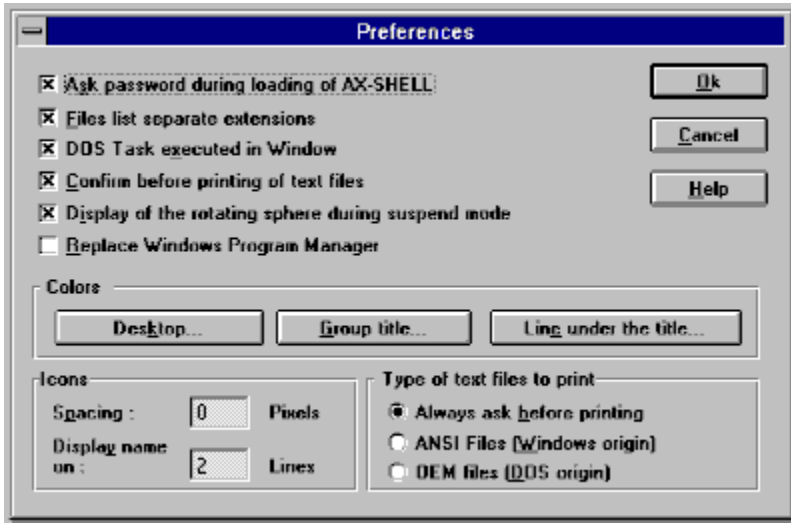 Preferences
Ask password during loading of AX-SHELL
Files list separate extensions
DOS Task executed in Window
Confirm before printing of text files
Display of the rotating sphere during suspend mode
Replace Windows Program Manager
Ok
Cancel
Help
Colors
Desktop...
Group title...
Line under the title...
Icons
Spacing : 0 Pixels
Display name
on : 2 Lines
Type of text files to print
Always ask before printing
ANSI Files (Windows origin)
OEM files (DOS origin)